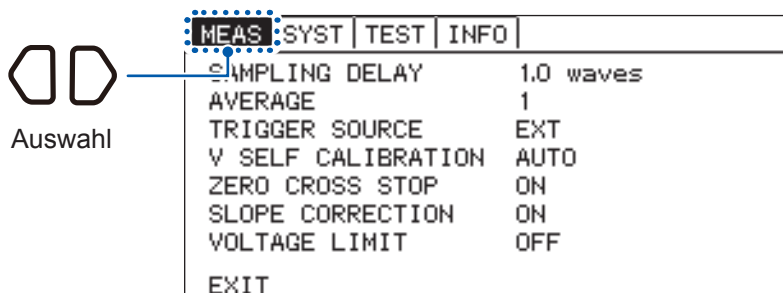 MEAS SYST TEST INFO
Auswahl
SAMPLING DELAY 1.0 waves
AVERAGE 1
TRIGGER SOURCE EXT
V SELF CALIBRATION AUTO
ZERO CROSS STOP ON
SLOPE CORRECTION ON
VOLTAGE LIMIT OFF
EXIT